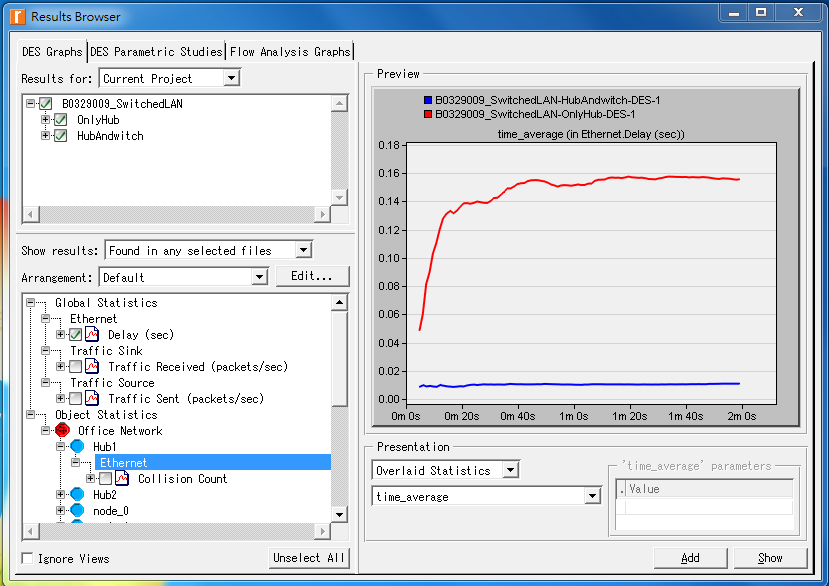 Results Browser
DES Graphs
DES Parametric Studies
Flow Analysis Graphs
Results for:
Current Project
B0329009_SwitchedLAN
OnlyHub
HubAndwitch
Show results:
Found in any selected files
Arrangement:
Default
Edit...
Global Statistics
Ethernet
Delay (sec)
Traffic Sink
Traffic Received (packets/sec)
Traffic Source
Traffic Sent (packets/sec)
Object Statistics
Office Network
Hub1
Ethernet
Collision Count
Hub2
node_0
Ignore Views
Unselect All
Preview
B0329009_SwitchedLAN-HubAndwitch-DES-1
B0329009_SwitchedLAN-OnlyHub-DES-1
time_average (in Ethernet.Delay (sec))
0.18
0.16
0.14
0.12
0.10
0.08
0.06
0.04
0.02
0.00
0m 0s
0m 20s
0m 40s
1m 0s
1m 20s
1m 40s
2m 0s
Presentation
Overlaid Statistics
time_average
'time_average' parameters
. Value
Add
Show